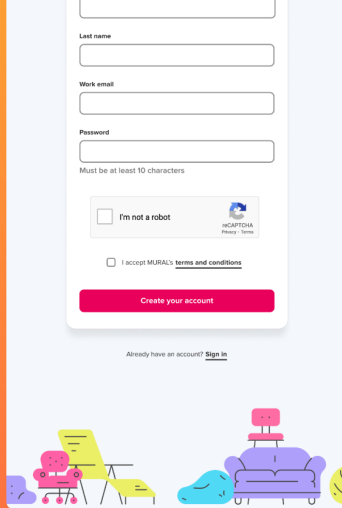 Last name
Work email
Password
Must be at least 10 characters
I'm not a robot
reCAPTCHA
Privacy - Terms
I accept MURAL's terms and conditions
Create your account
Already have an account? Sign in